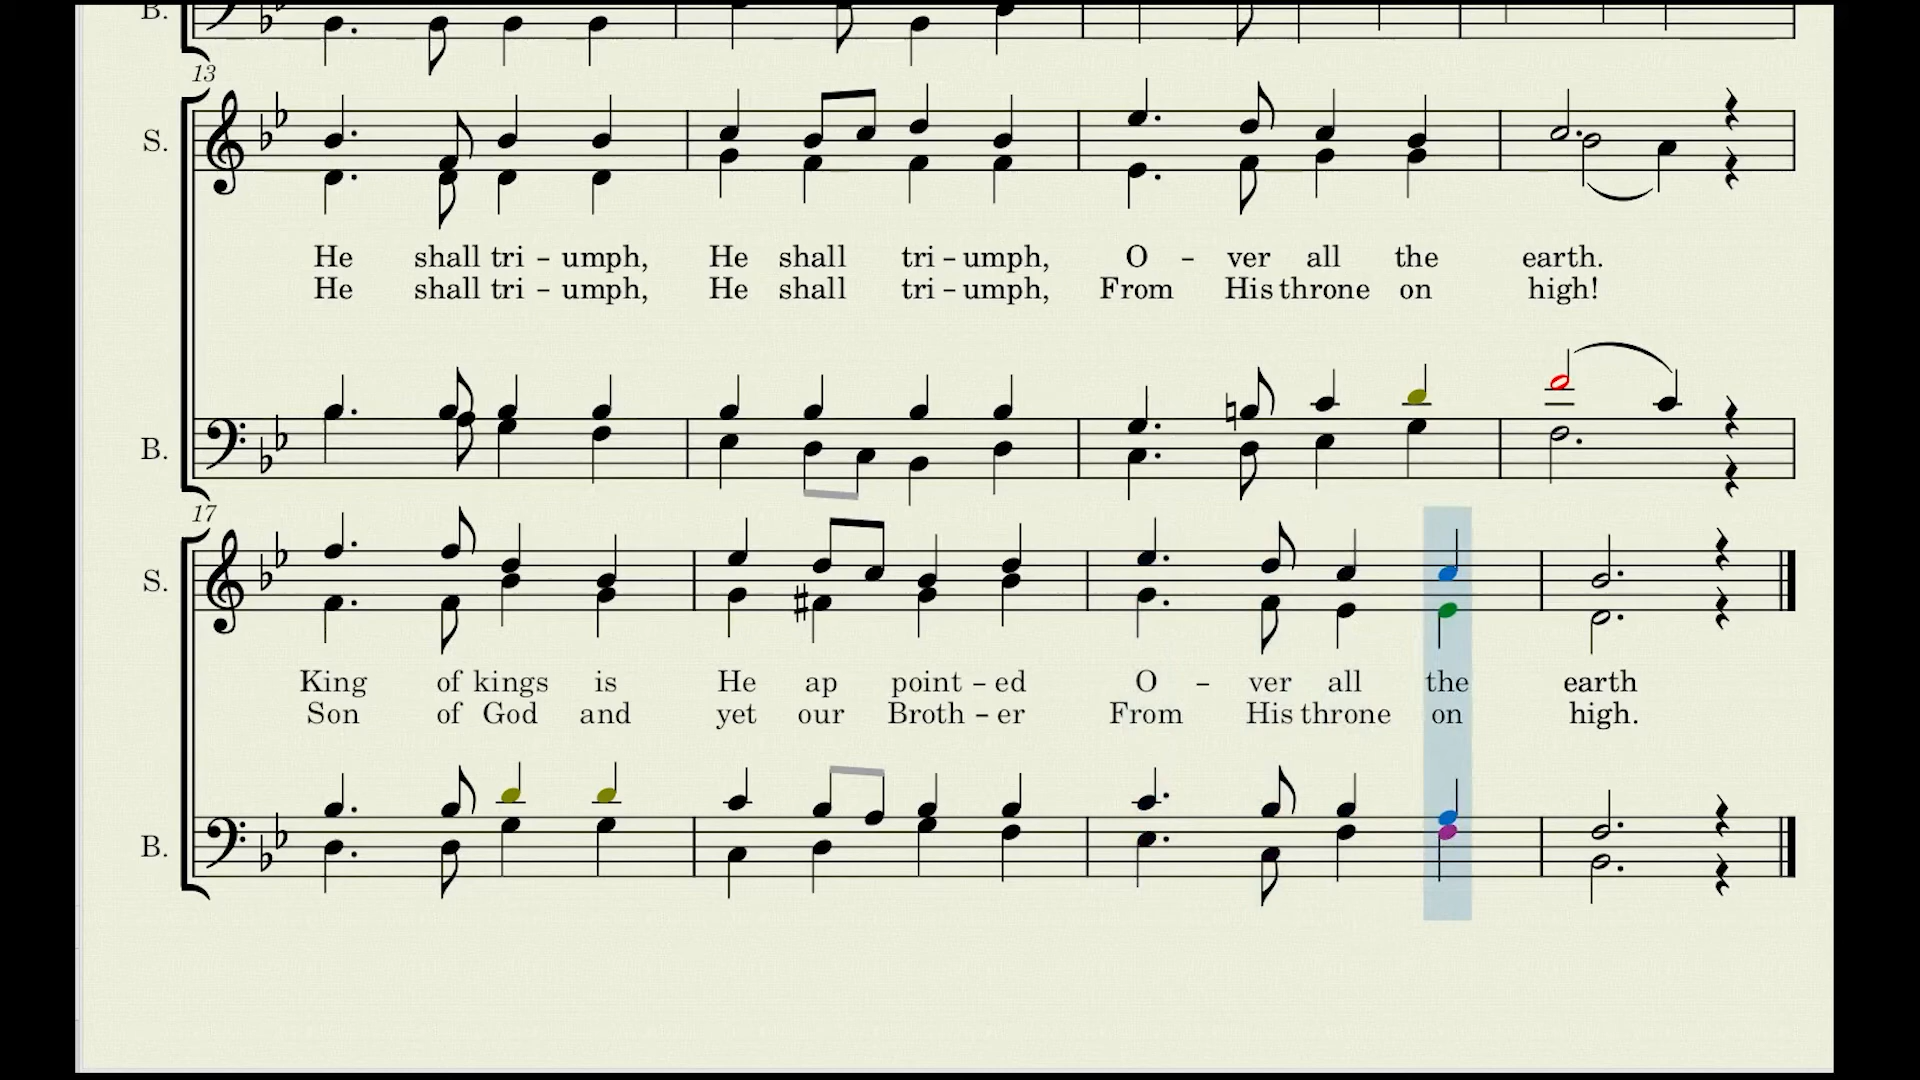 B.
13
S.
He shall tri – umph, He shall tri – umph, O – ver all the earth.
He shall tri – umph, He shall tri – umph, From His throne on high!
B.
17
S.
King of kings is He ap point – ed O – ver all the earth
Son of God and yet our Broth – er From His throne on high.
B.